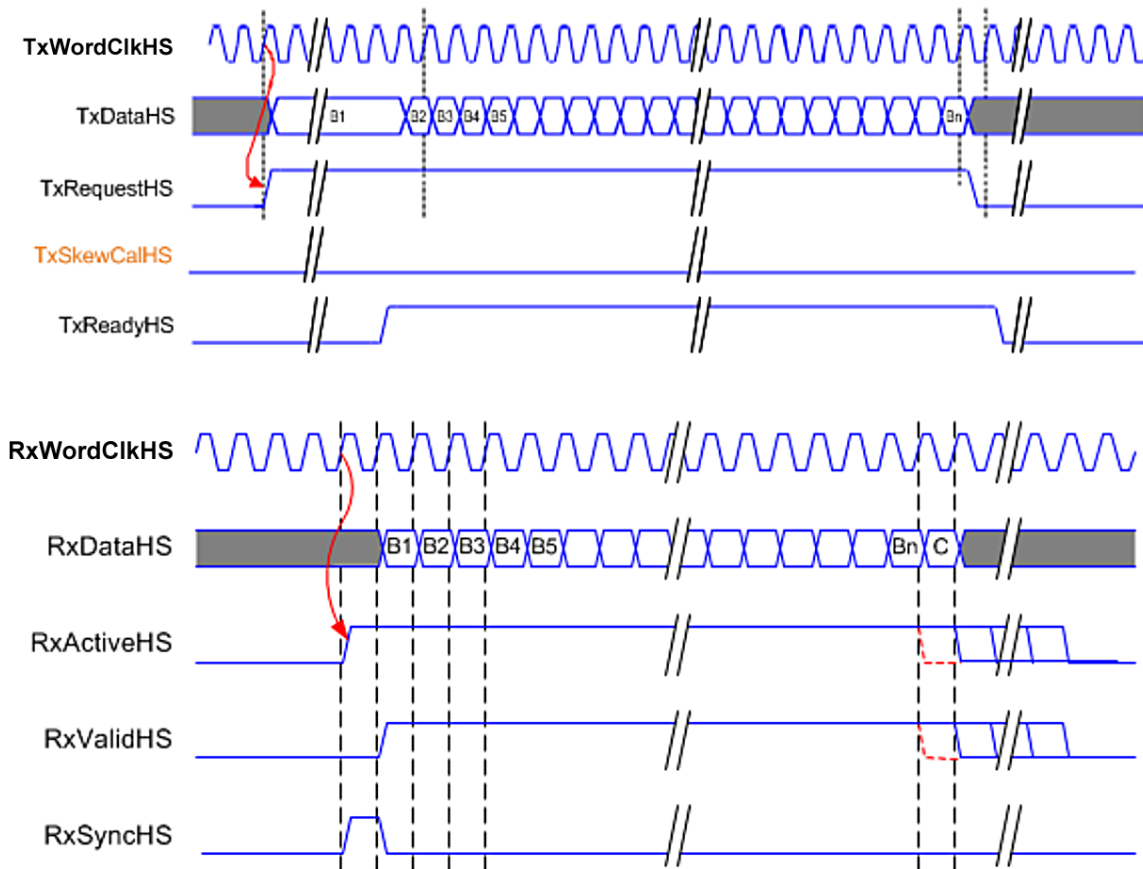 TxWordClkHS
TxDataHS
B1 B2 B3 B4 B5 Bn
TxRequestHS
TxSkewCalHS
TxReadyHS
RxWordClkHS
RxDataHS
B1 B2 B3 B4 B5 Bn C
RxActiveHS
RxValidHS
RxSyncHS